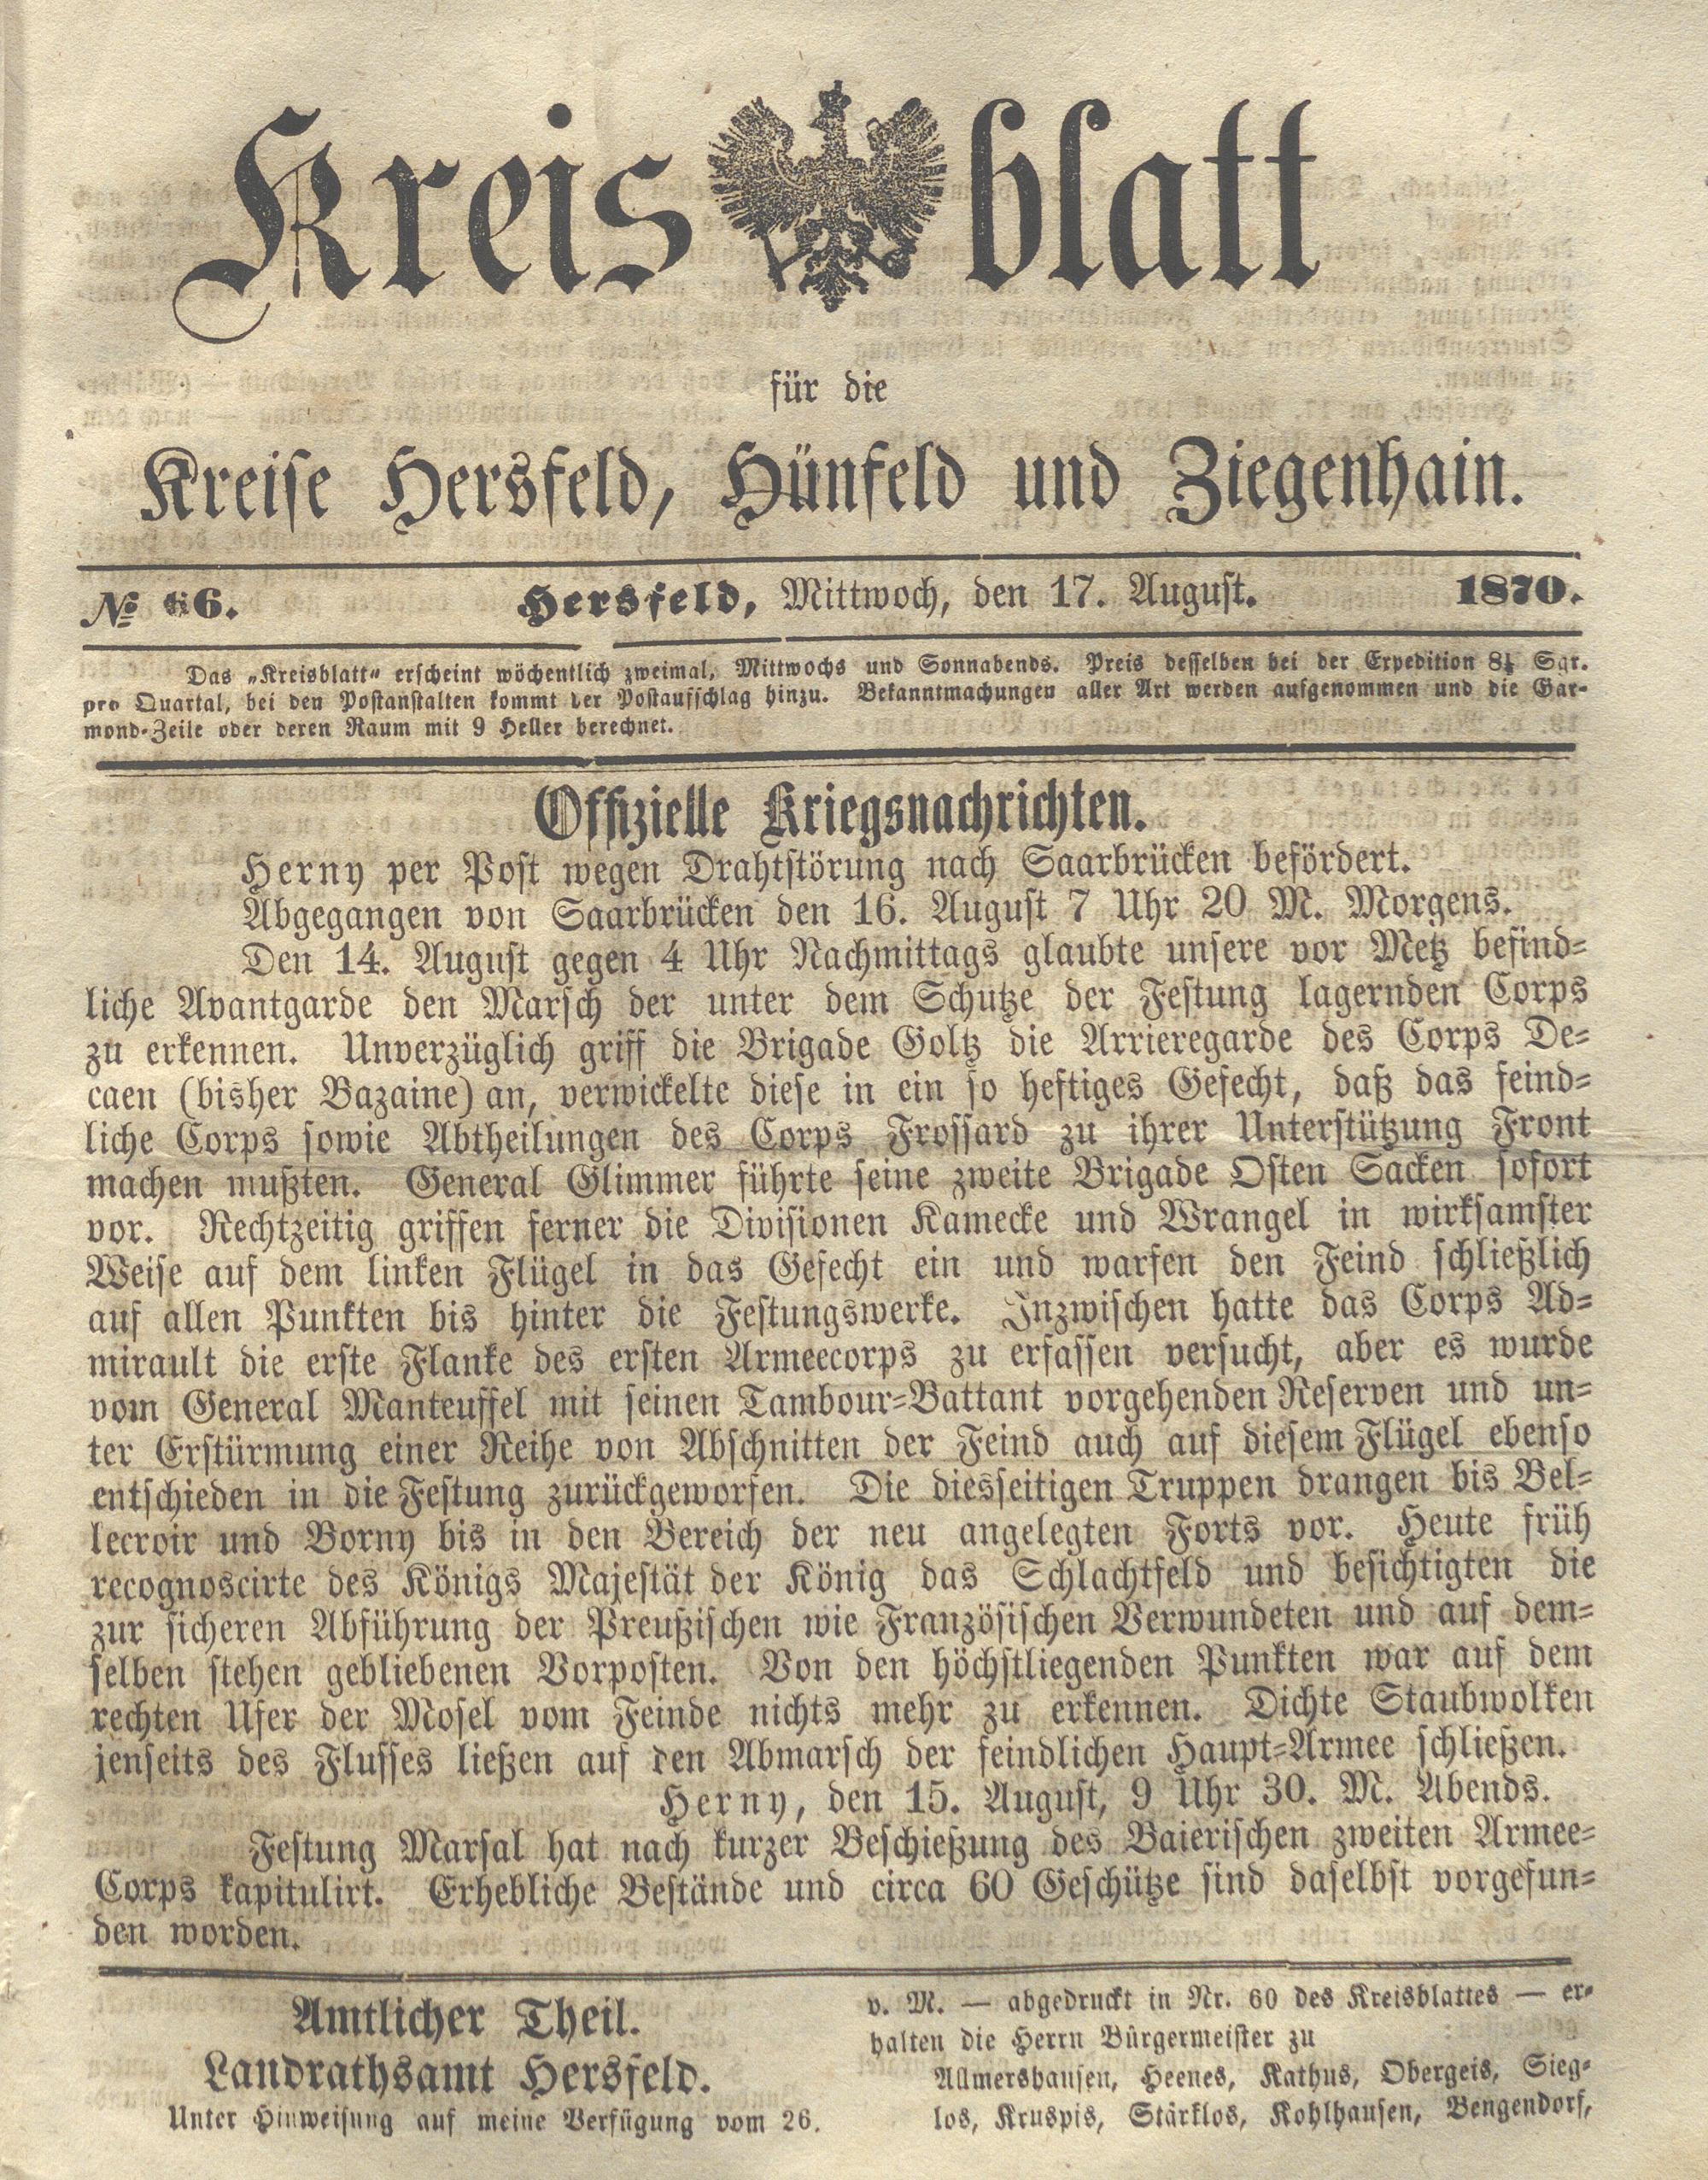 Kreisblatt
für die
Kreise Hersfeld, Hünfeld und Ziegenhain.
№ 66. Hersfeld, Mittwoch, den 17. August. 1870.
Das „Kreisblatt“ erscheint wöchentlich zweimal, Mittwochs und Sonnabends. Preis desselben bei der Expedition 8½ Sgr.
pro Quartal, bei den Postanstalten kommt der Postaufschlag hinzu. Bekanntmachungen aller Art werden aufgenommen und die Gar-
mond-Zeile oder deren Raum mit 9 Heller berechnet.
Offizielle Kriegsnachrichten.
Herny per Post wegen Drahtstörung nach Saarbrücken befördert.
Abgegangen von Saarbrücken den 16. August 7 Uhr 20 M. Morgens.
Den 14. August gegen 4 Uhr Nachmittags glaubte unsere vor Metz befind-
liche Avantgarde den Marsch der unter dem Schutze der Festung lagernden Corps
zu erkennen. Unverzüglich griff die Brigade Goltz die Arrieregarde des Corps De-
caen (bisher Bazaine) an, verwickelte diese in ein so heftiges Gefecht, daß das feind-
liche Corps sowie Abtheilungen des Corps Frossard zu ihrer Unterstützung Front
machen mußten. General Glimmer führte seine zweite Brigade Osten Sacken sofort
vor. Rechtzeitig griffen ferner die Divisionen Kamecke und Wrangel in wirksamster
Weise auf dem linken Flügel in das Gefecht ein und warfen den Feind schließlich
auf allen Punkten bis hinter die Festungswerke. Inzwischen hatte das Corps Ad-
mirault die erste Flanke des ersten Armeecorps zu erfassen versucht, aber es wurde
vom General Manteuffel mit seinen Tambour-Battant vorgehenden Reserven und un-
ter Erstürmung einer Reihe von Abschnitten der Feind auch auf diesem Flügel ebenso
entschieden in die Festung zurückgeworfen. Die diesseitigen Truppen drangen bis Bel-
lecroir und Borny bis in den Bereich der neu angelegten Forts vor. Heute früh
recognoscirte des Königs Majestät der König das Schlachtfeld und besichtigten die
zur sicheren Abführung der Preußischen wie Französischen Verwundeten und auf dem-
selben stehen gebliebenen Vorposten. Von den höchstliegenden Punkten war auf dem
rechten Ufer der Mosel vom Feinde nichts mehr zu erkennen. Dichte Staubwolken
jenseits des Flusses ließen auf den Abmarsch der feindlichen Haupt-Armee schließen.
Herny, den 15. August, 9 Uhr 30. M. Abends.
Festung Marsal hat nach kurzer Beschießung des Baierischen zweiten Armee-
Corps kapitulirt. Erhebliche Bestände und circa 60 Geschütze sind daselbst vorgefun-
den worden.
Amtlicher Theil.
Landrathsamt Hersfeld.
Unter Hinweisung auf meine Verfügung vom 26.
v. M. — abgedruckt in Nr. 60 des Kreisblattes — er-
halten die Herrn Bürgermeister zu
Allmershausen, Heenes, Kathus, Obergeis, Sieg-
los, Kruspis, Stärklos, Kohlhausen, Bengendorf,